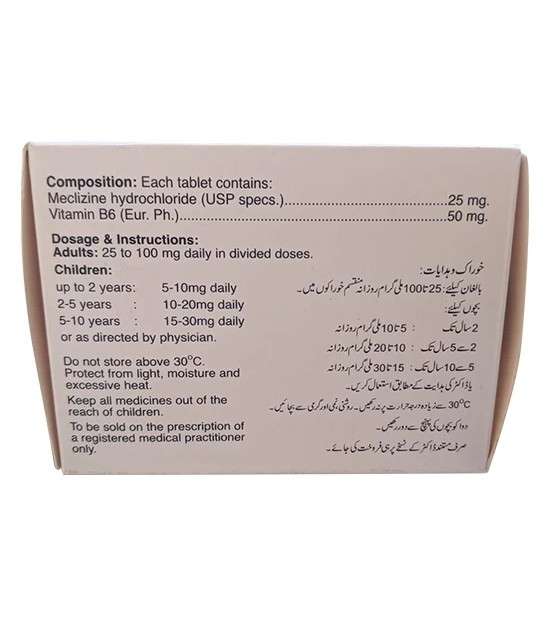 Composition: Each tablet contains:
Meclizine hydrochloride (USP specs.)..................................25 mg.
Vitamin B6 (Eur. Ph.)........................................................50 mg.
Dosage & Instructions:
Adults: 25 to 100 mg daily in divided doses.
Children:
up to 2 years: 5-10mg daily
2-5 years : 10-20mg daily
5-10 years : 15-30mg daily
or as directed by physician.
Do not store above 30°C.
Protect from light, moisture and
excessive heat.
Keep all medicines out of the
reach of children.
To be sold on the prescription of
a registered medical practitioner
only.
خوراک و ہدایات:
بالغان کیلئے: 25 تا 100 ملی گرام روزانہ منقسم خوراکوں میں۔
بچوں کیلئے:
2 سال تک : 5 تا 10 ملی گرام روزانہ
2 سے 5 سال تک : 10 تا 20 ملی گرام روزانہ
5 سے 10 سال تک : 15 تا 30 ملی گرام روزانہ
یا ڈاکٹر کی ہدایت کے مطابق استعمال کریں۔
30°C سے زیادہ درجہ حرارت پر نہ رکھیں۔ روشنی نمی اور گرمی سے بچائیں۔
دوا کو بچوں کی پہنچ سے دور رکھیں۔
صرف مستند ڈاکٹر کے نسخے پر ہی فروخت کی جائے۔